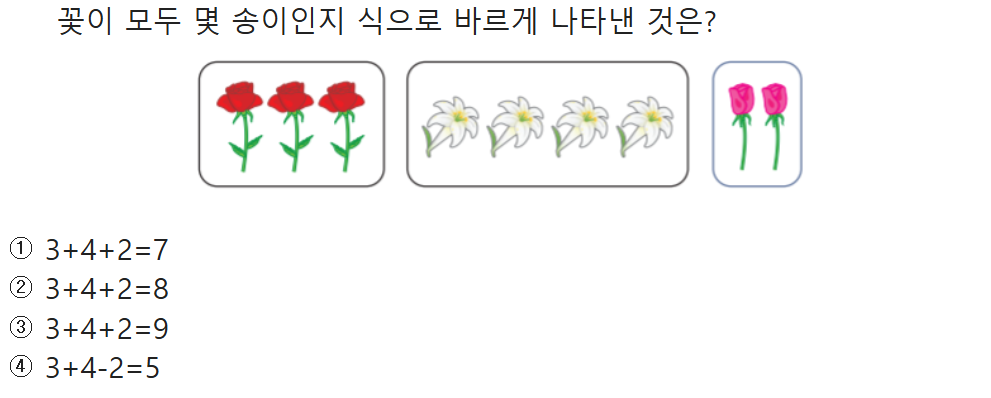 꽃이 모두 몇 송이인지 식으로 바르게 나타낸 것은?
① 3+4+2=7
② 3+4+2=8
③ 3+4+2=9
④ 3+4-2=5